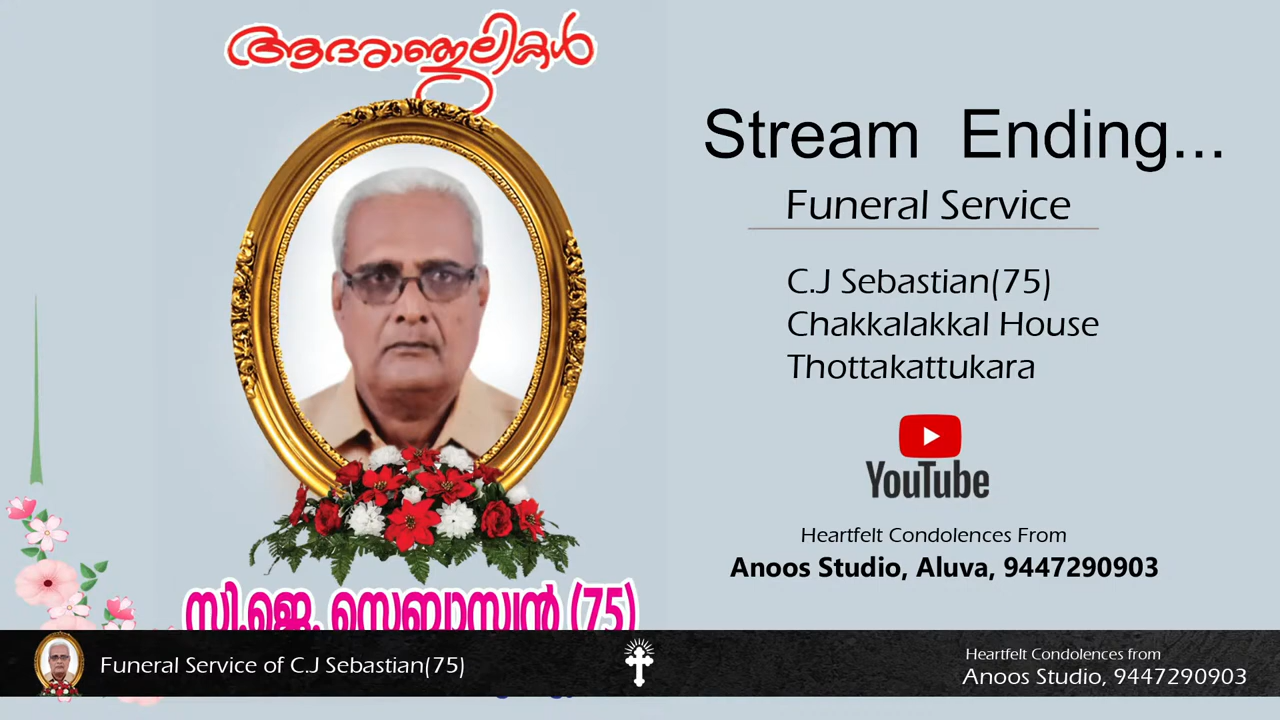 ആദരാഞ്ജലികൾ
Stream Ending...
Funeral Service
C.J Sebastian(75)
Chakkalakkal House
Thottakattukara
YouTube
Heartfelt Condolences From
Anoos Studio, Aluva, 9447290903
സി.ജെ. സെബാസ്റ്റ്യൻ (75)
Funeral Service of C.J Sebastian(75)
Heartfelt Condolences from
Anoos Studio, 9447290903